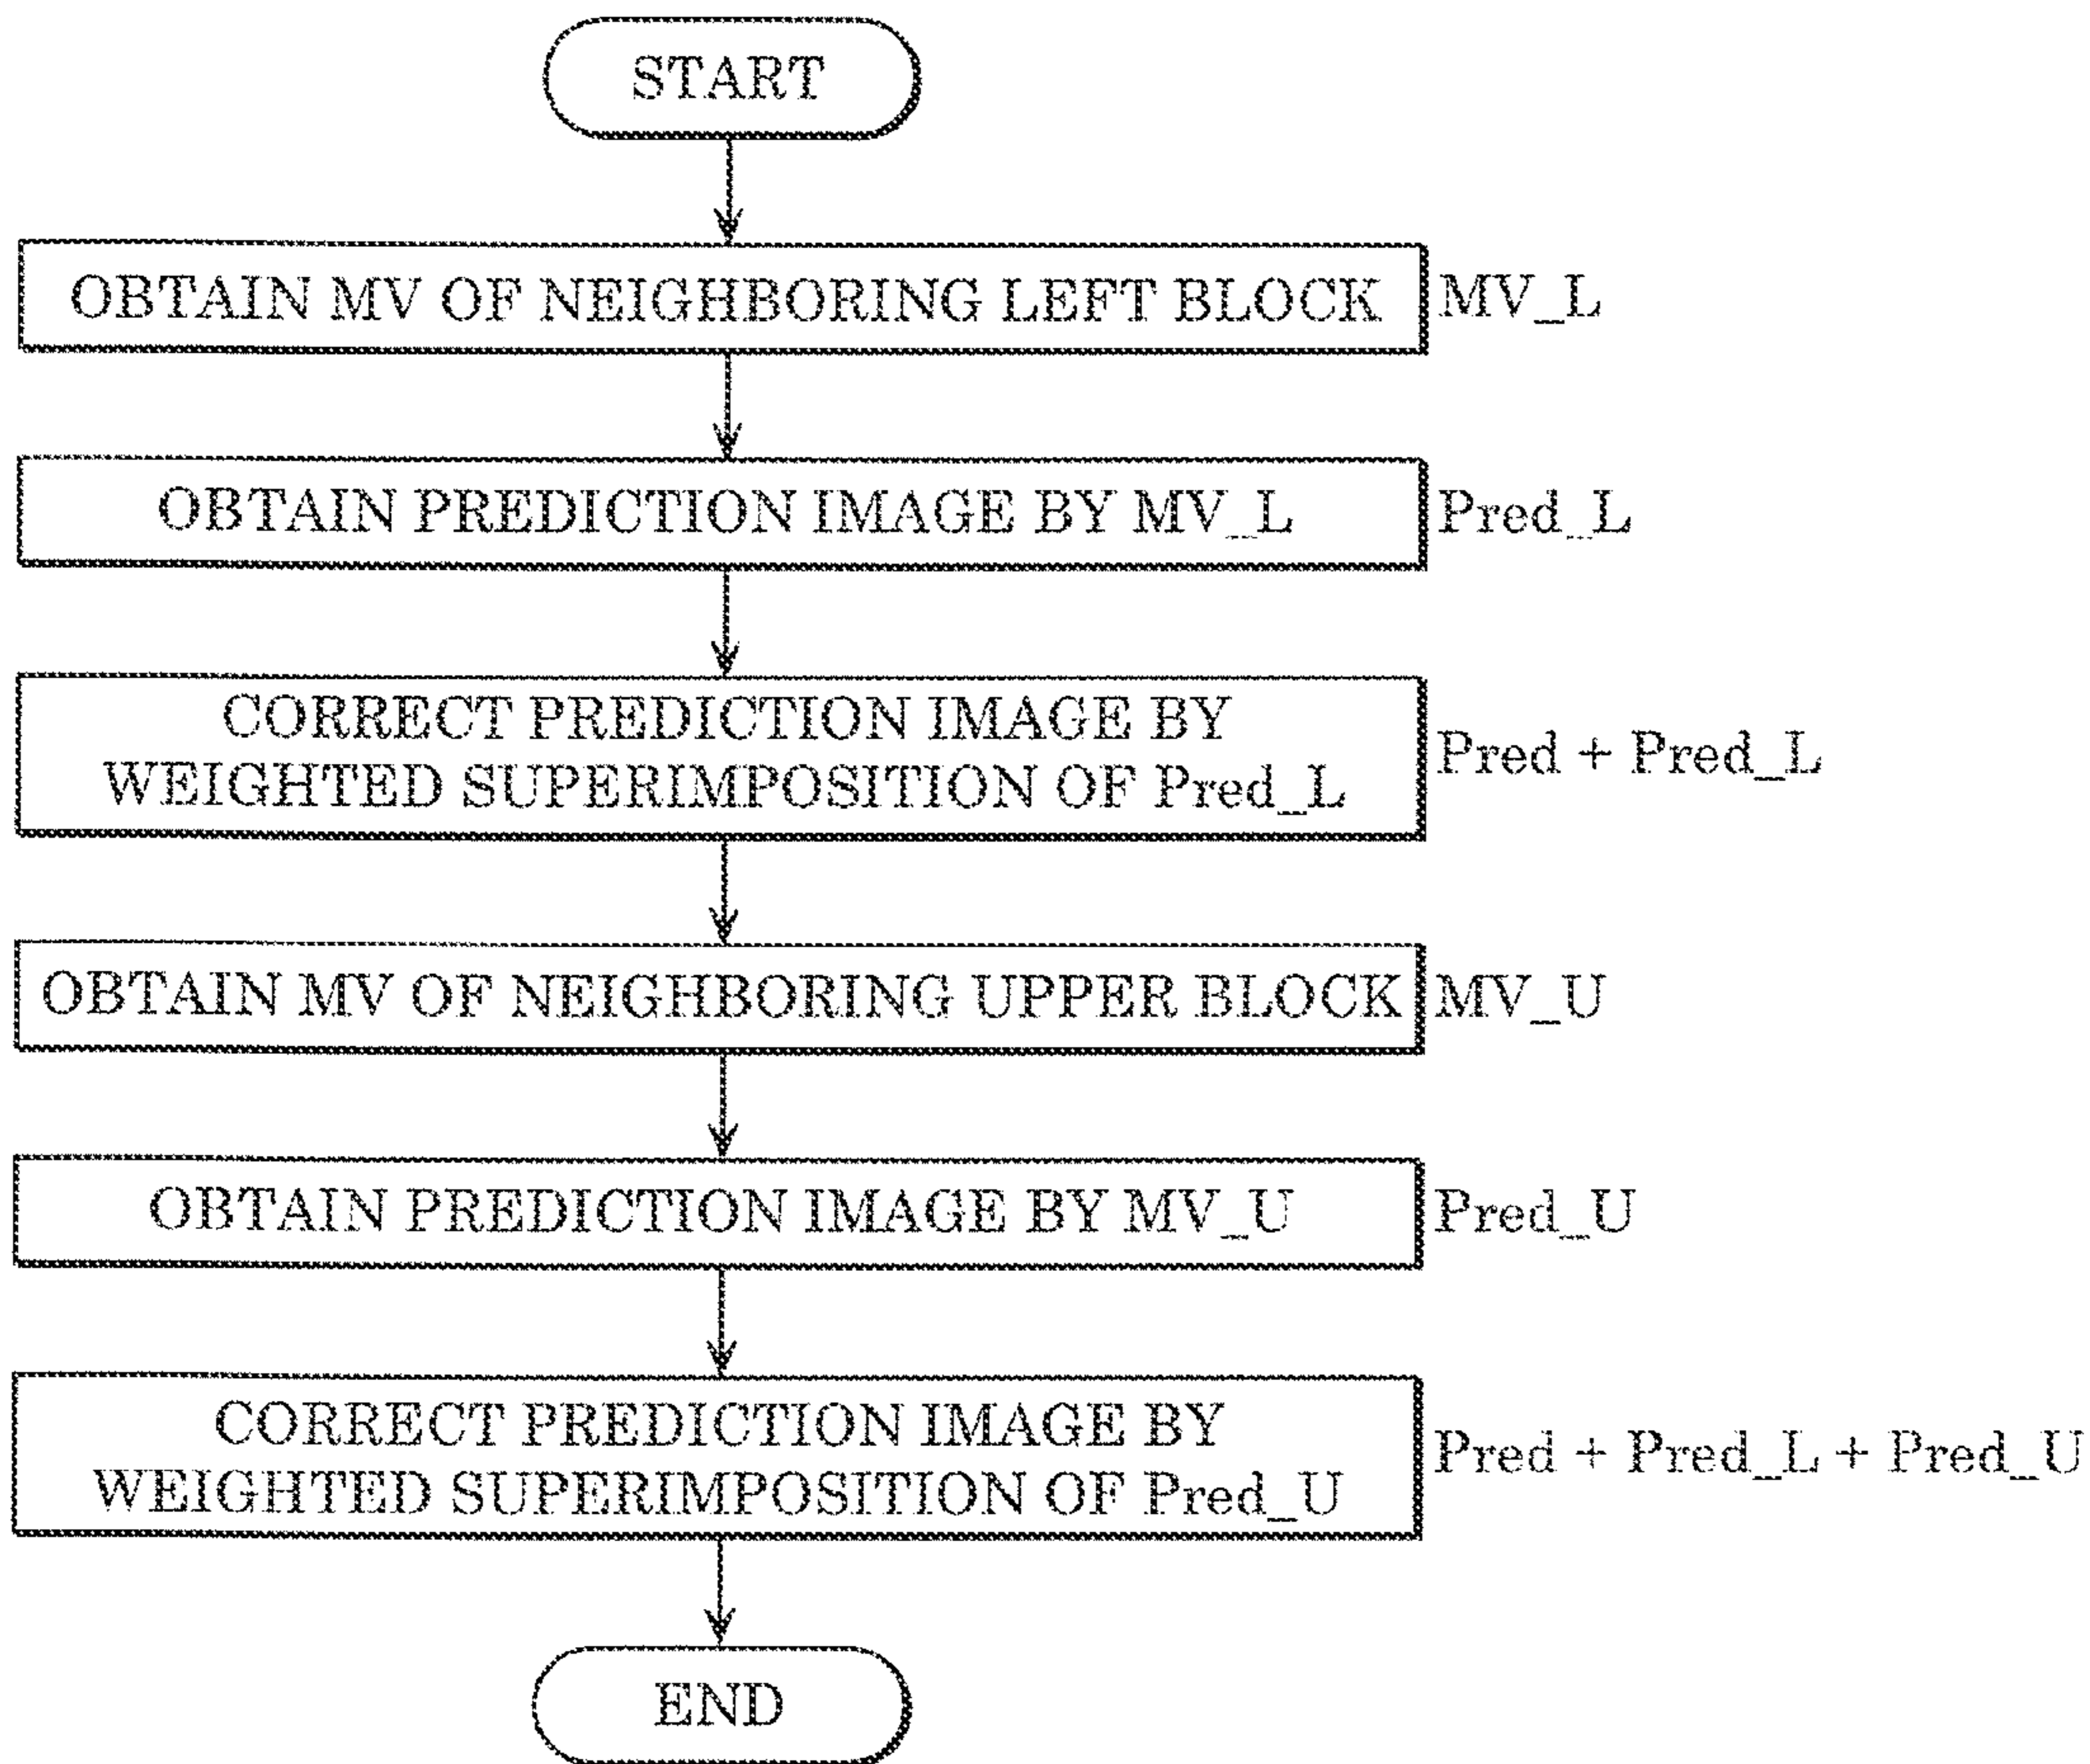 START
OBTAIN MV OF NEIGHBORING LEFT BLOCK
MV_L
OBTAIN PREDICTION IMAGE BY MV_L
Pred_L
CORRECT PREDICTION IMAGE BY
WEIGHTED SUPERIMPOSITION OF Pred_L
Pred + Pred_L
OBTAIN MV OF NEIGHBORING UPPER BLOCK
MV_U
OBTAIN PREDICTION IMAGE BY MV_U
Pred_U
CORRECT PREDICTION IMAGE BY
WEIGHTED SUPERIMPOSITION OF Pred_U
Pred + Pred_L + Pred_U
END